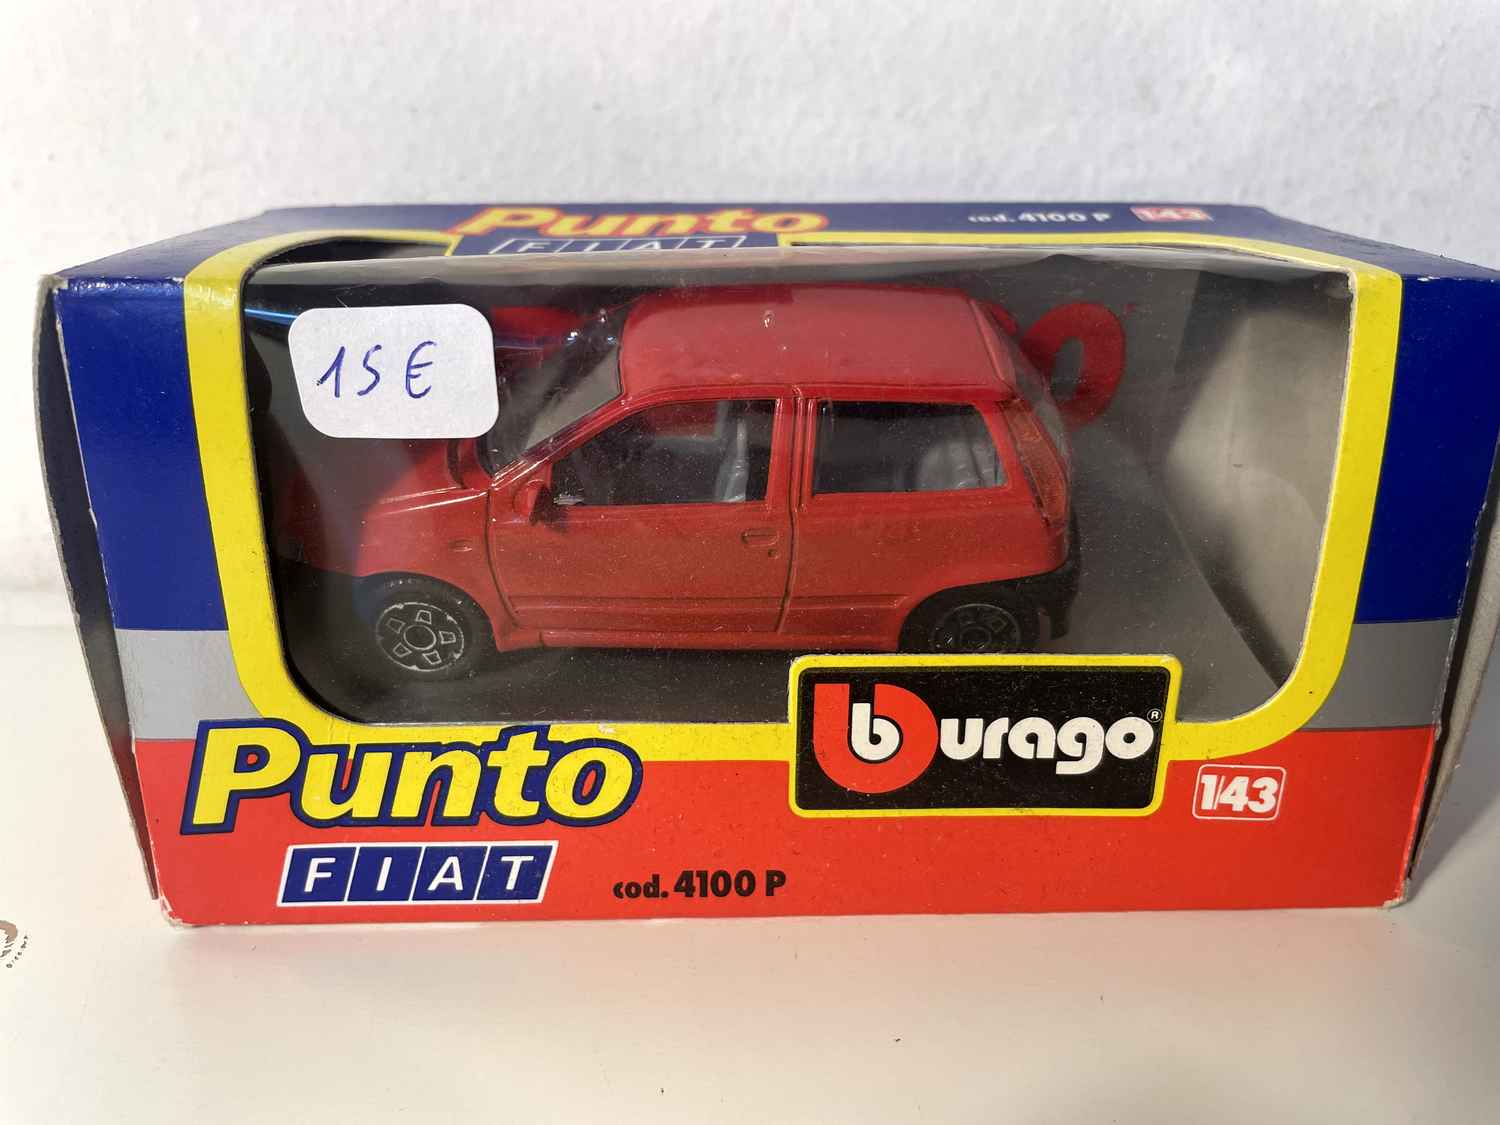 Punto
FIAT
cod. 4100 P 1:43
15€
Punto
FIAT
cod. 4100 P
burago®
1/43